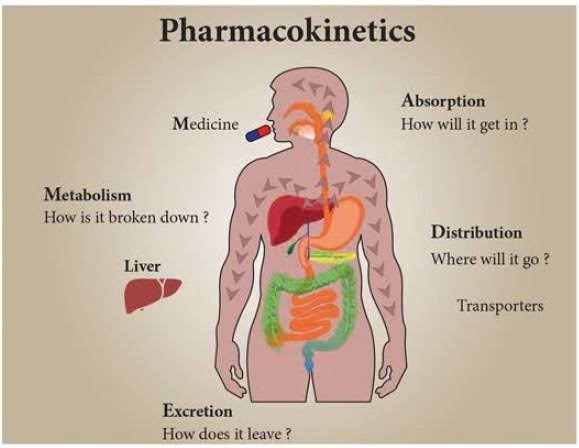 Pharmacokinetics
Absorption
How will it get in ?
Medicine
Metabolism
How is it broken down ?
Distribution
Where will it go ?
Liver
Transporters
Excretion
How does it leave ?